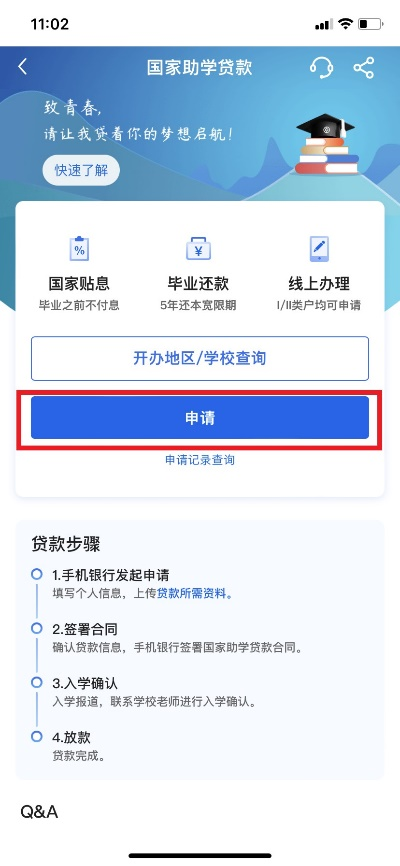 11:02
国家助学贷款
致青春，
请让我贷着你的梦想启航！
快速了解
%
¥
国家贴息
毕业还款
线上办理
毕业之前不付息
5年还本宽限期
I/II类户均可申请
开办地区/学校查询
申请
申请记录查询
贷款步骤
1.手机银行发起申请
填写个人信息，上传贷款所需资料。
2.签署合同
确认贷款信息，手机银行签署国家助学贷款合同。
3.入学确认
入学报道，联系学校老师进行入学确认。
4.放款
贷款完成。
Q&A